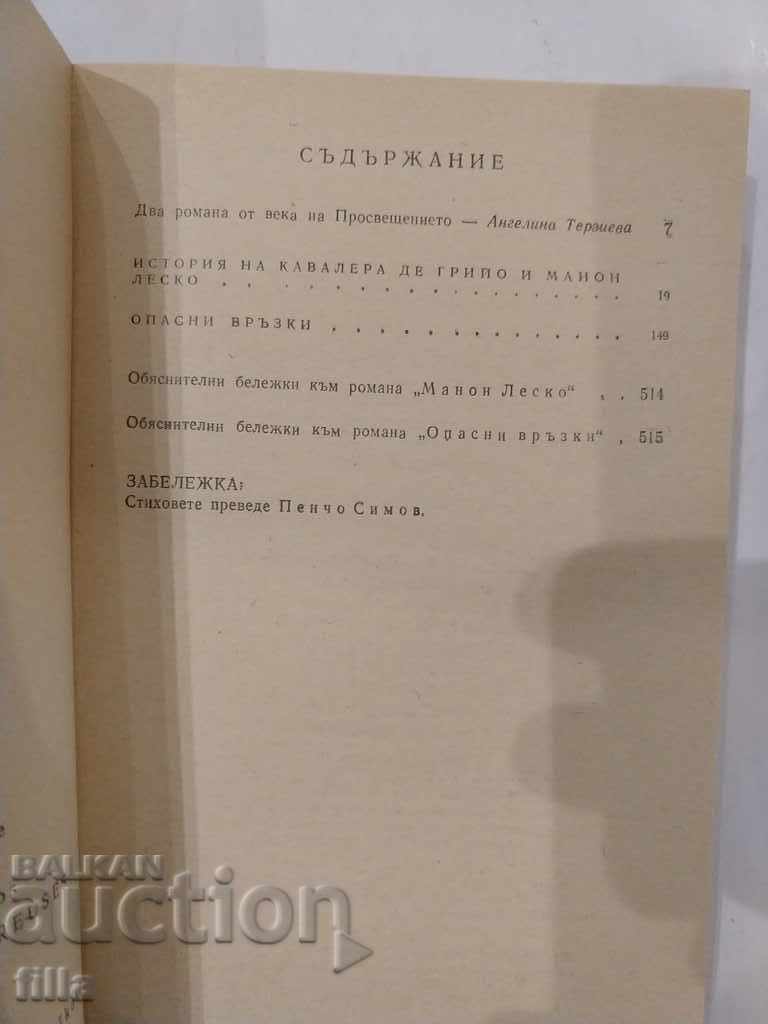 СЪДЪРЖАНИЕ
Два романа от века на Просвещението — Ангелина Терзиева 7
ИСТОРИЯ НА КАВАЛЕРА ДЕ ГРИЙО И МАНОН
ЛЕСКО . . . . . . . . . . . . . . . . . . 19
ОПАСНИ ВРЪЗКИ . . . . . . . . . . . . . . 149
Обяснителни бележки към романа „Манон Леско“ . . 514
Обяснителни бележки към романа „Опасни връзки“ . 515
ЗАБЕЛЕЖКА:
Стиховете преведе Пенчо Симов.
BALKAN
auction
filla